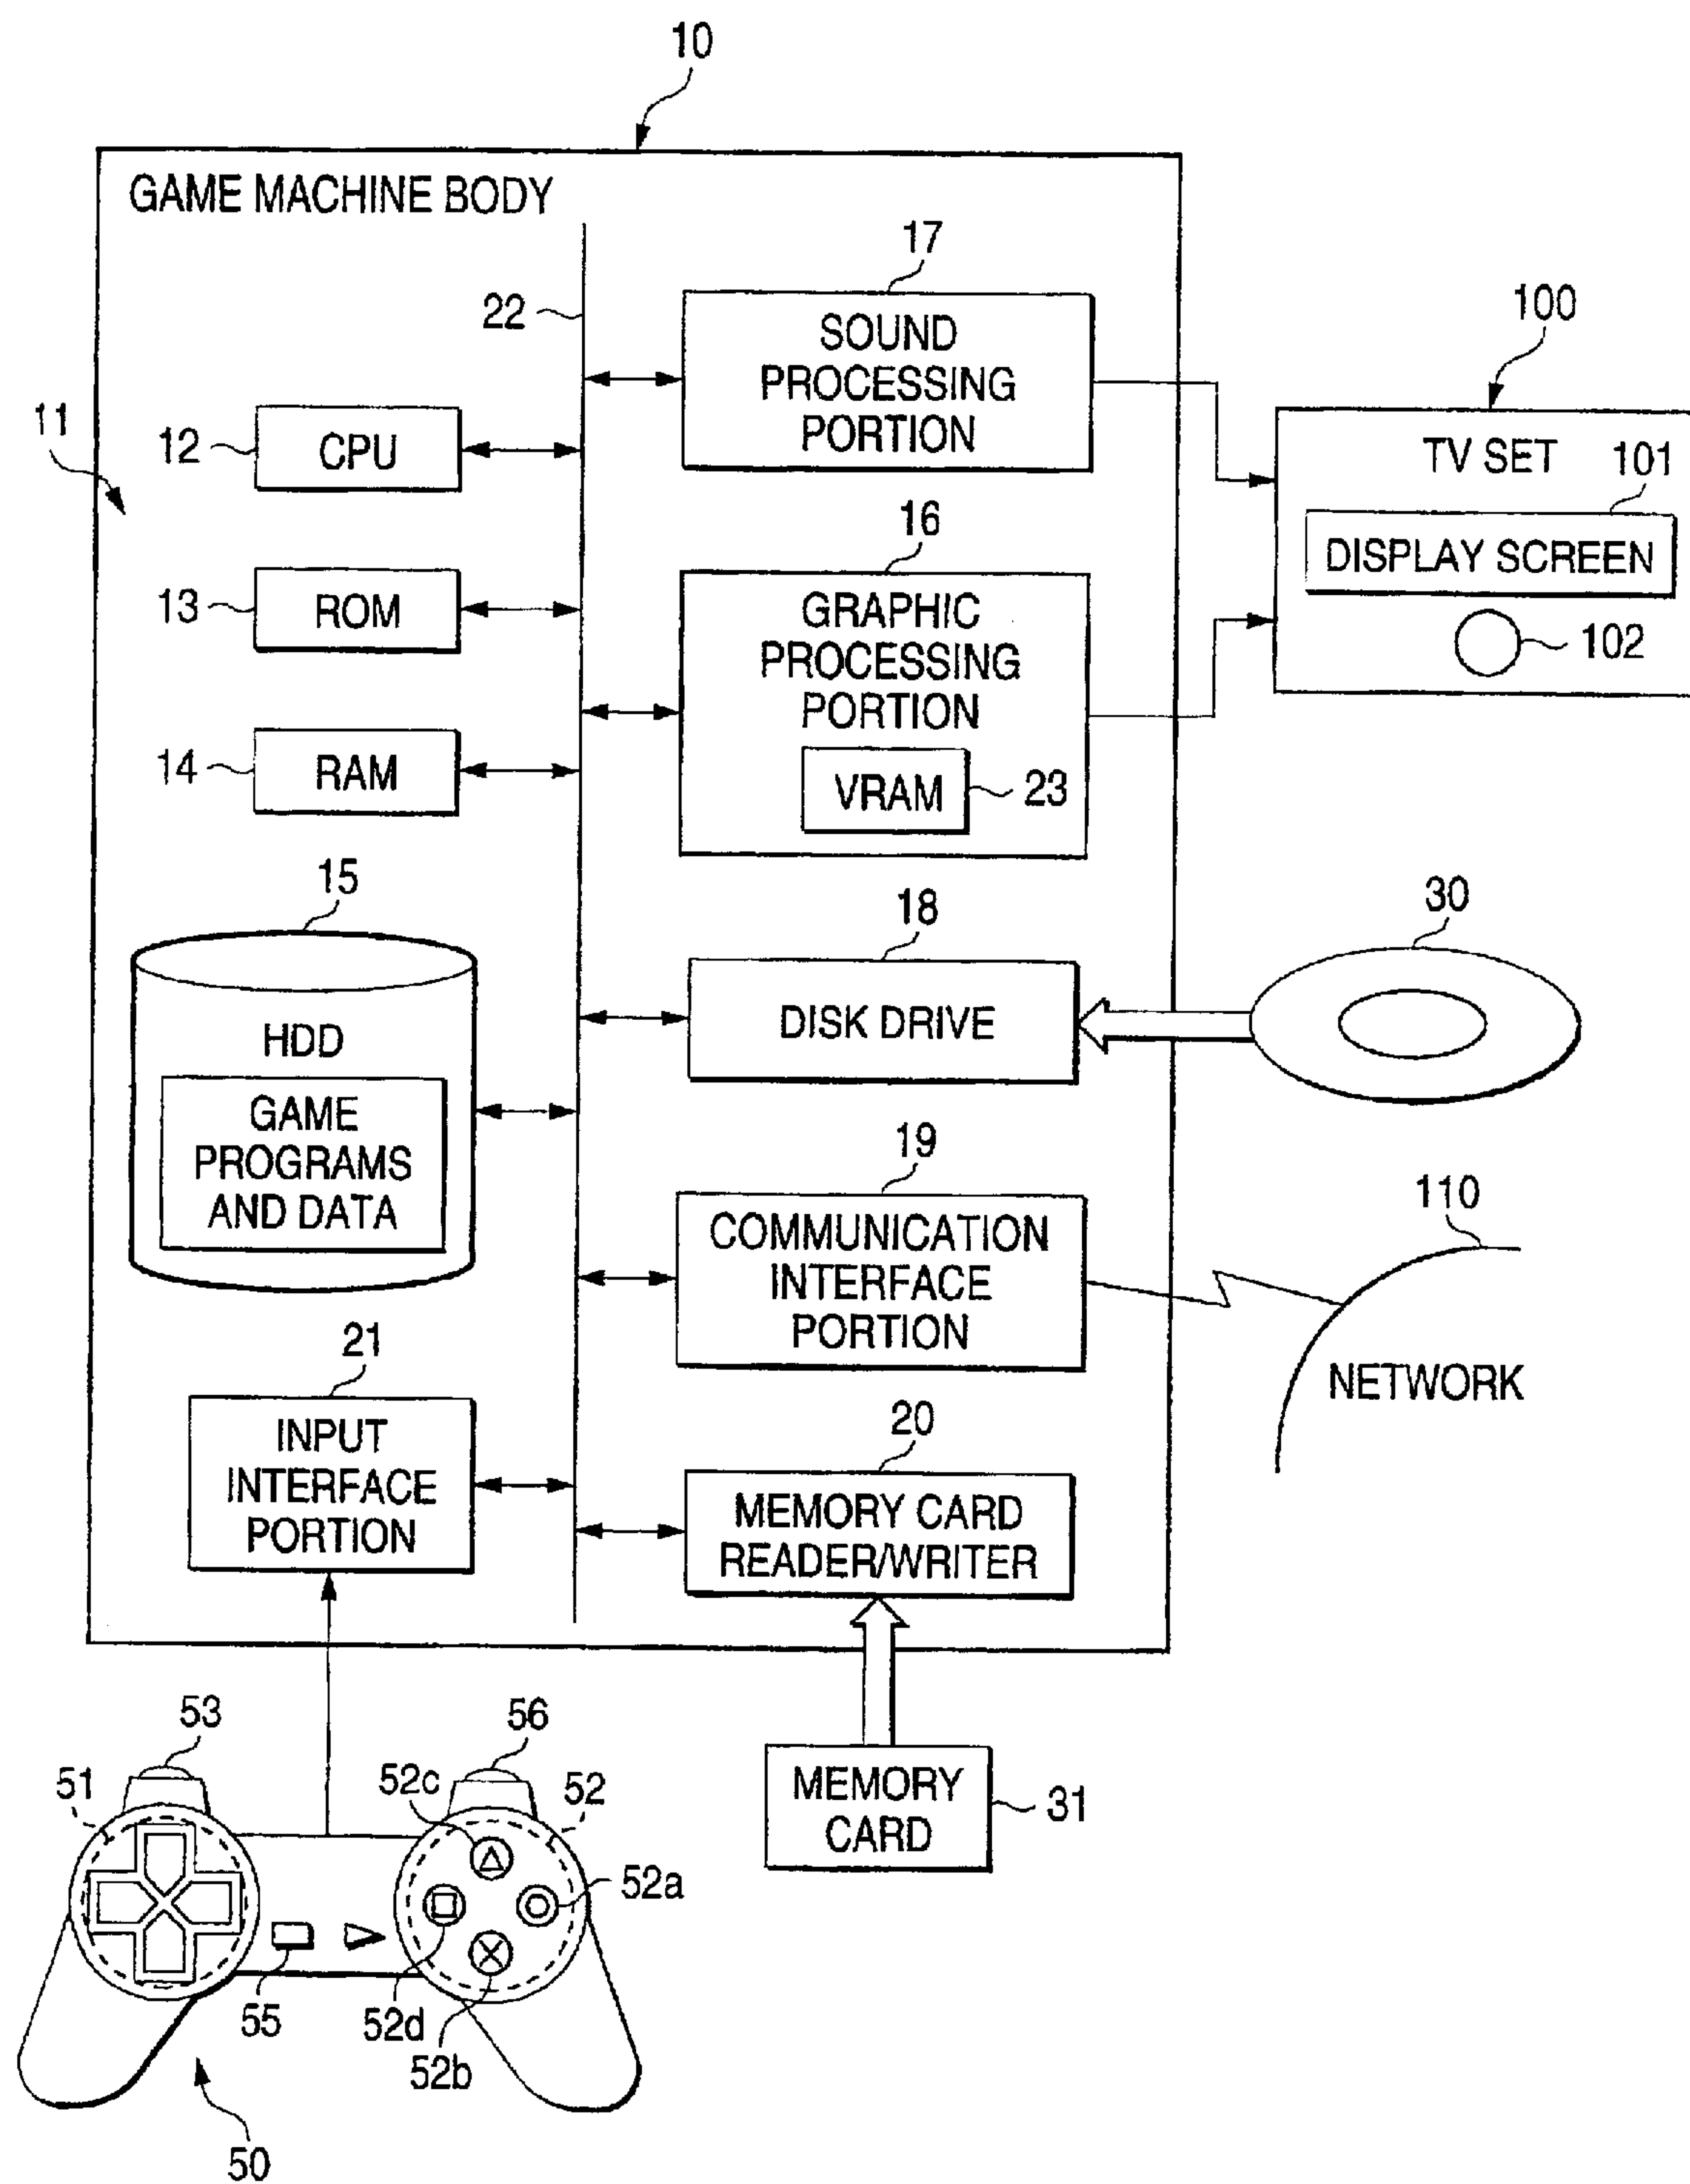 10
GAME MACHINE BODY
17
22
SOUND
PROCESSING
PORTION
100
TV SET
101
DISPLAY SCREEN
102
11
12
CPU
16
GRAPHIC
PROCESSING
PORTION
VRAM
23
13
ROM
14
RAM
15
HDD
GAME
PROGRAMS
AND DATA
18
DISK DRIVE
30
19
COMMUNICATION
INTERFACE
PORTION
110
NETWORK
21
INPUT
INTERFACE
PORTION
20
MEMORY CARD
READER/WRITER
MEMORY
CARD
31
53
56
51
52c
52
52a
55
52d
52b
50